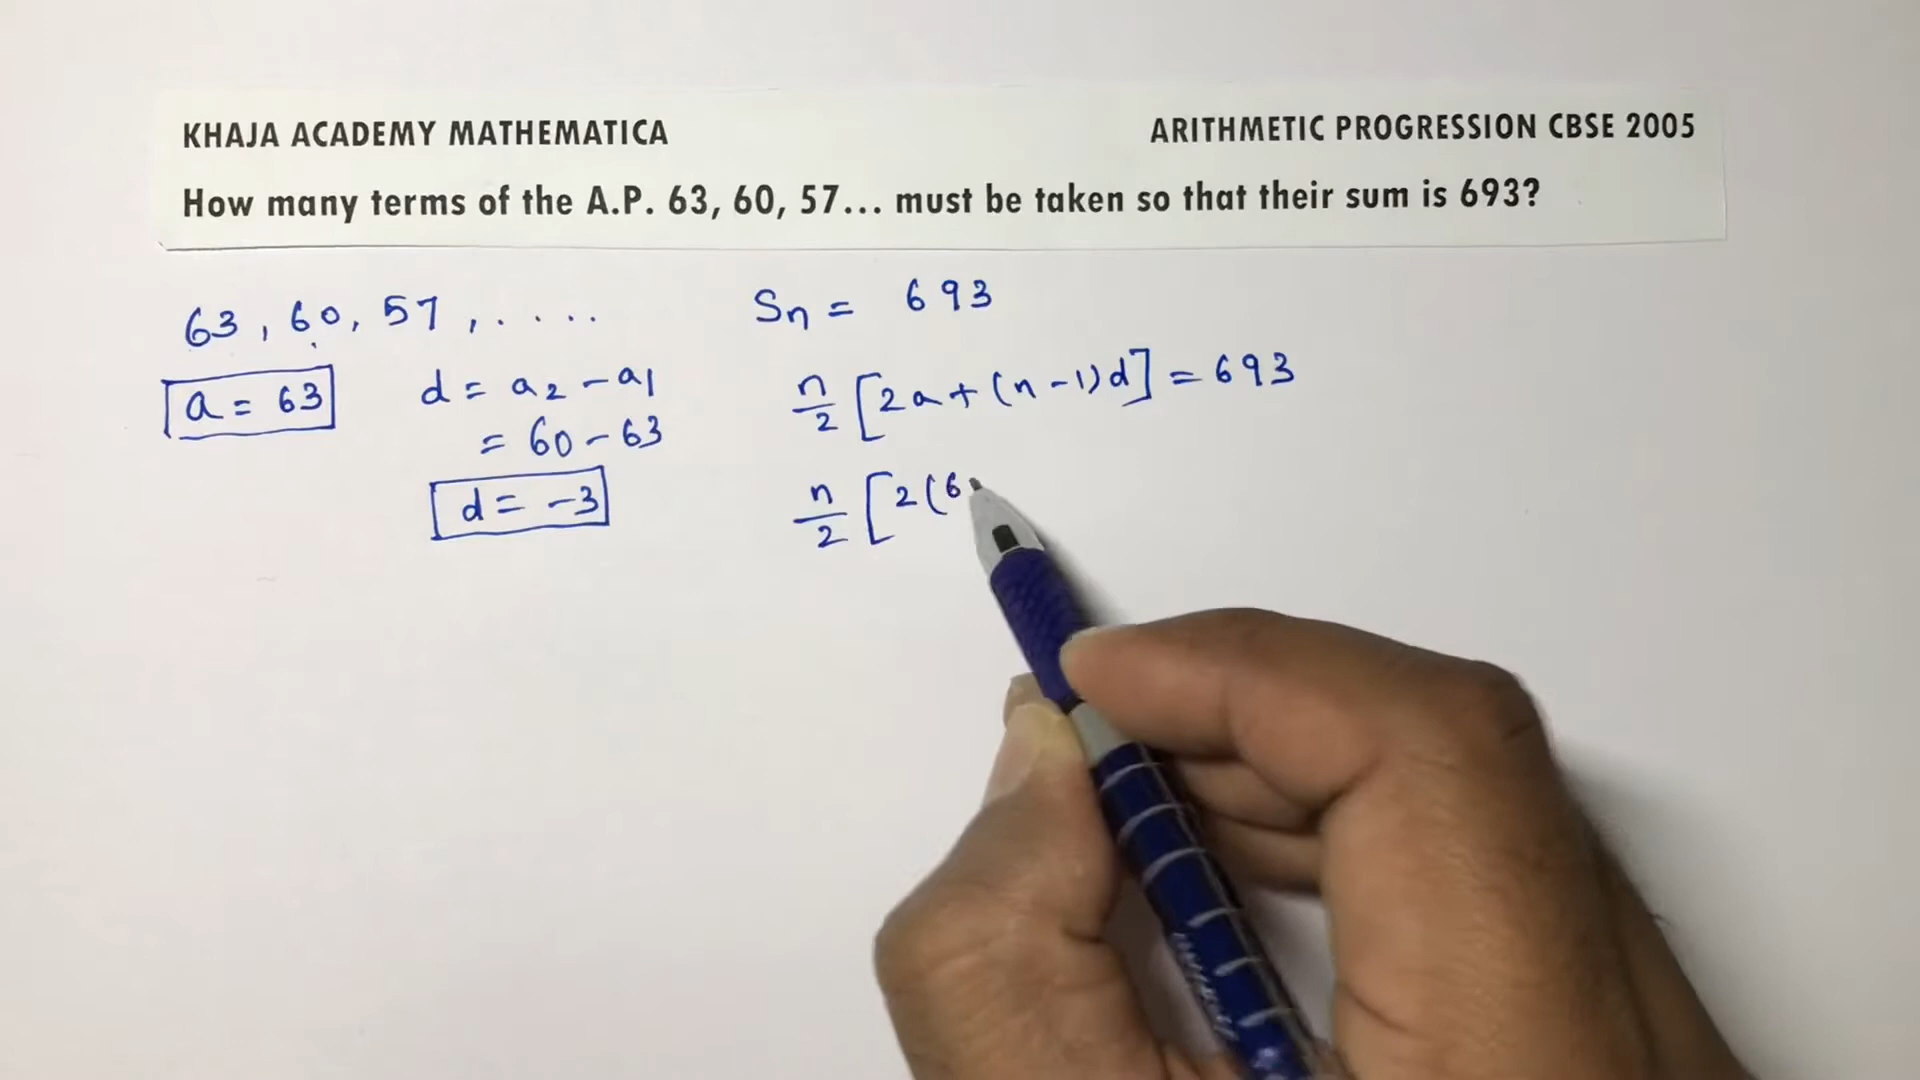 KHAJA ACADEMY MATHEMATICA
ARITHMETIC PROGRESSION CBSE 2005
How many terms of the A.P. 63, 60, 57... must be taken so that their sum is 693?
63, 60, 57, ....
a = 63
d = a2 - a1
= 60 - 63
d = -3
Sn = 693
n/2 [2a + (n-1)d] = 693
n/2 [2(6